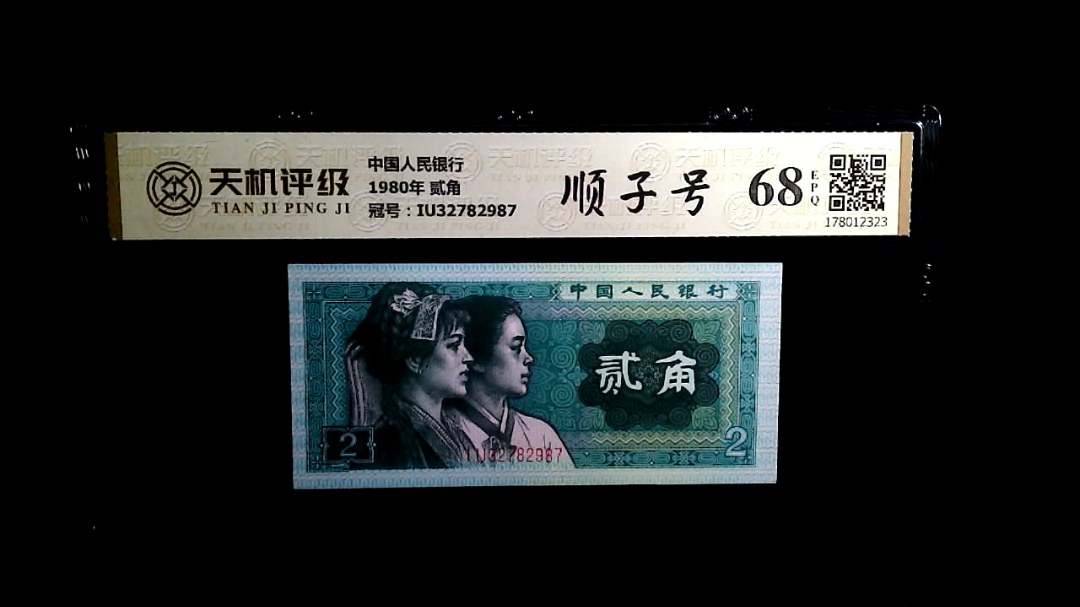 天机评级
TIAN JI PING JI
中国人民银行
1980年 贰角
冠号：IU32782987
顺子号
68
EPQ
178012323
中国人民银行
贰角
2
2
IU32782987